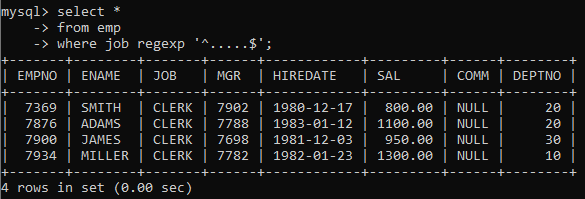 mysql> select *
    -> from emp
    -> where job regexp '^.....$';
+-------+--------+-------+------+------------+---------+------+--------+
| EMPNO | ENAME  | JOB   | MGR  | HIREDATE   | SAL     | COMM | DEPTNO |
+-------+--------+-------+------+------------+---------+------+--------+
|  7369 | SMITH  | CLERK | 7902 | 1980-12-17 |  800.00 | NULL |     20 |
|  7876 | ADAMS  | CLERK | 7788 | 1983-01-12 | 1100.00 | NULL |     20 |
|  7900 | JAMES  | CLERK | 7698 | 1981-12-03 |  950.00 | NULL |     30 |
|  7934 | MILLER | CLERK | 7782 | 1982-01-23 | 1300.00 | NULL |     10 |
+-------+--------+-------+------+------------+---------+------+--------+
4 rows in set (0.00 sec)